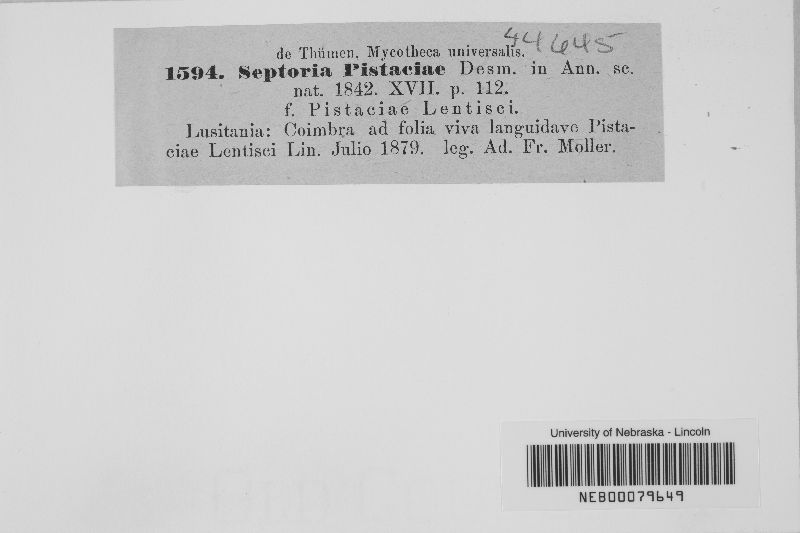 44645
de Thümen, Mycotheca universalis.
1594. Septoria Pistaciae Desm. in Ann. sc.
nat. 1842. XVII. p. 112.
f. Pistaciae Lentisci.
Lusitania: Coimbra ad folia viva languidave Pista-
ciae Lentisci Lin. Julio 1879. leg. Ad. Fr. Moller.
University of Nebraska - Lincoln
NEB00079649